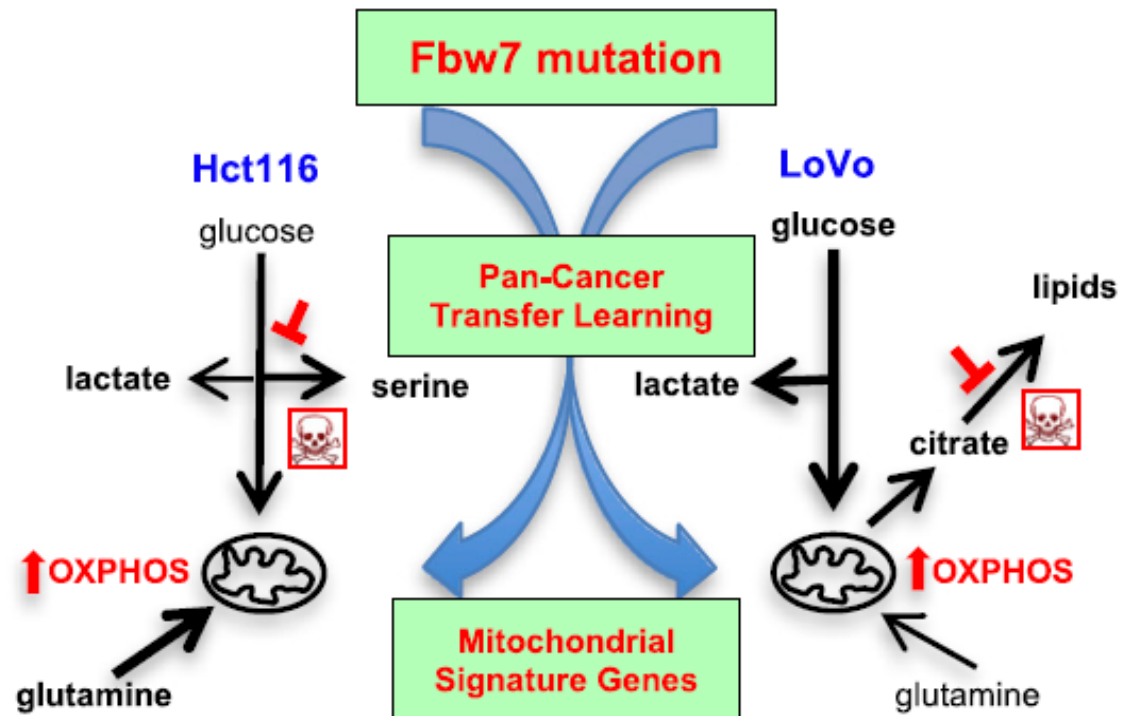 Fbw7 mutation
Hct116
glucose
lactate
serine
OXPHOS
glutamine
Pan-Cancer
Transfer Learning
Mitochondrial
Signature Genes
LoVo
glucose
lipids
lactate
citrate
OXPHOS
glutamine